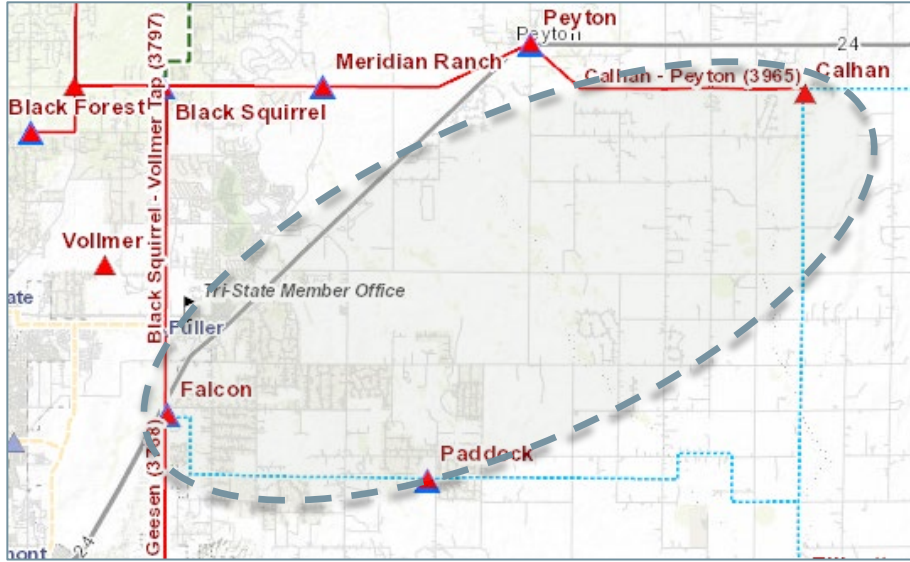 Peyton
Peyton
24
Meridian Ranch
Calhan - Peyton (3965)
Calhan
Black Forest
Black Squirrel
Black Squirrel - Vollmer Tap (3797)
Vollmer
ate
Tri-State Member Office
Fuller
Falcon
Paddock
Geesen (3768)
24
mont